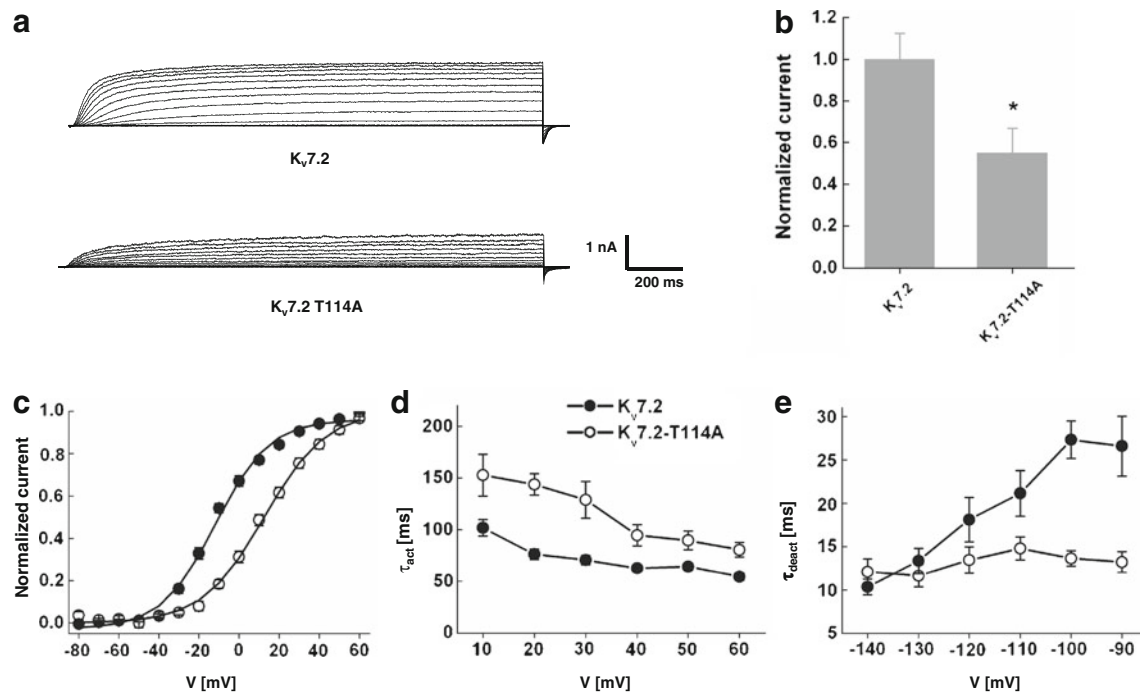 a
Kv7.2
Kv7.2 T114A
1 nA
200 ms
b
Normalized current
1.2
1.0
0.8
0.6
0.4
0.2
0.0
*
Kv7.2
Kv7.2-T114A
c
Normalized current
1.0
0.8
0.6
0.4
0.2
0.0
-80 -60 -40 -20 0 20 40 60
V [mV]
d
Kv7.2
Kv7.2-T114A
τact [ms]
200
150
100
50
0
10 20 30 40 50 60
V [mV]
e
τdeact [ms]
30
25
20
15
10
5
-140 -130 -120 -110 -100 -90
V [mV]